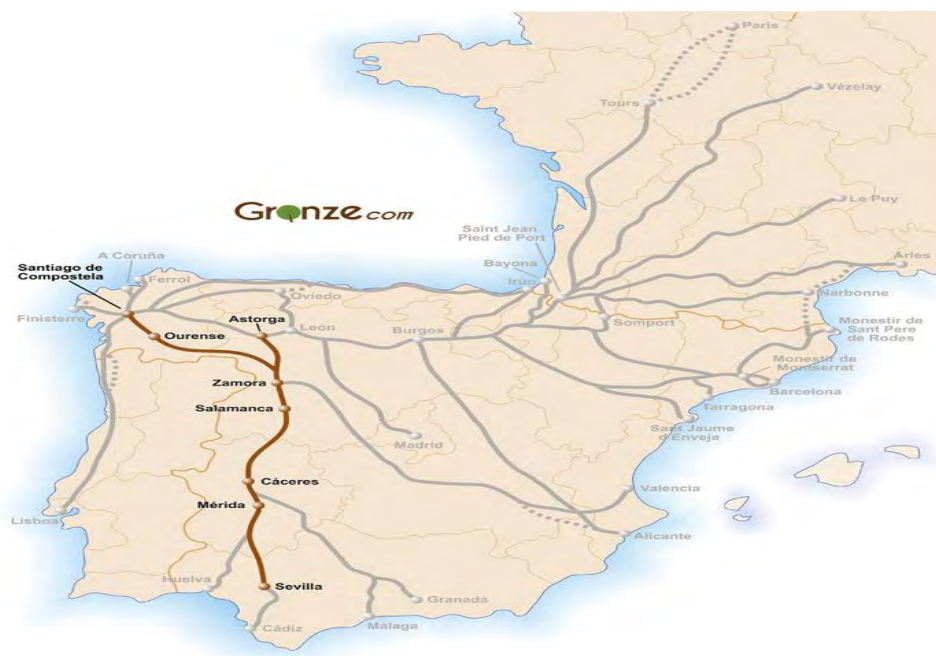 Paris
Vézelay
Tours
Le Puy
Gronze.com
Saint Jean
Pied de Port
A Coruña
Bayona
Arles
Santiago de
Compostela
Ferrol
Irún
Oviedo
Narbonne
Finisterre
Astorga
León
Burgos
Somport
Monestir de
Sant Pere
de Rodes
Ourense
Monestir de
Montserrat
Zamora
Barcelona
Salamanca
Tarragona
Sant Jaume
d'Enveja
Madrid
Cáceres
Valencia
Mérida
Lisboa
Alicante
Huelva
Sevilla
Granada
Cádiz
Málaga